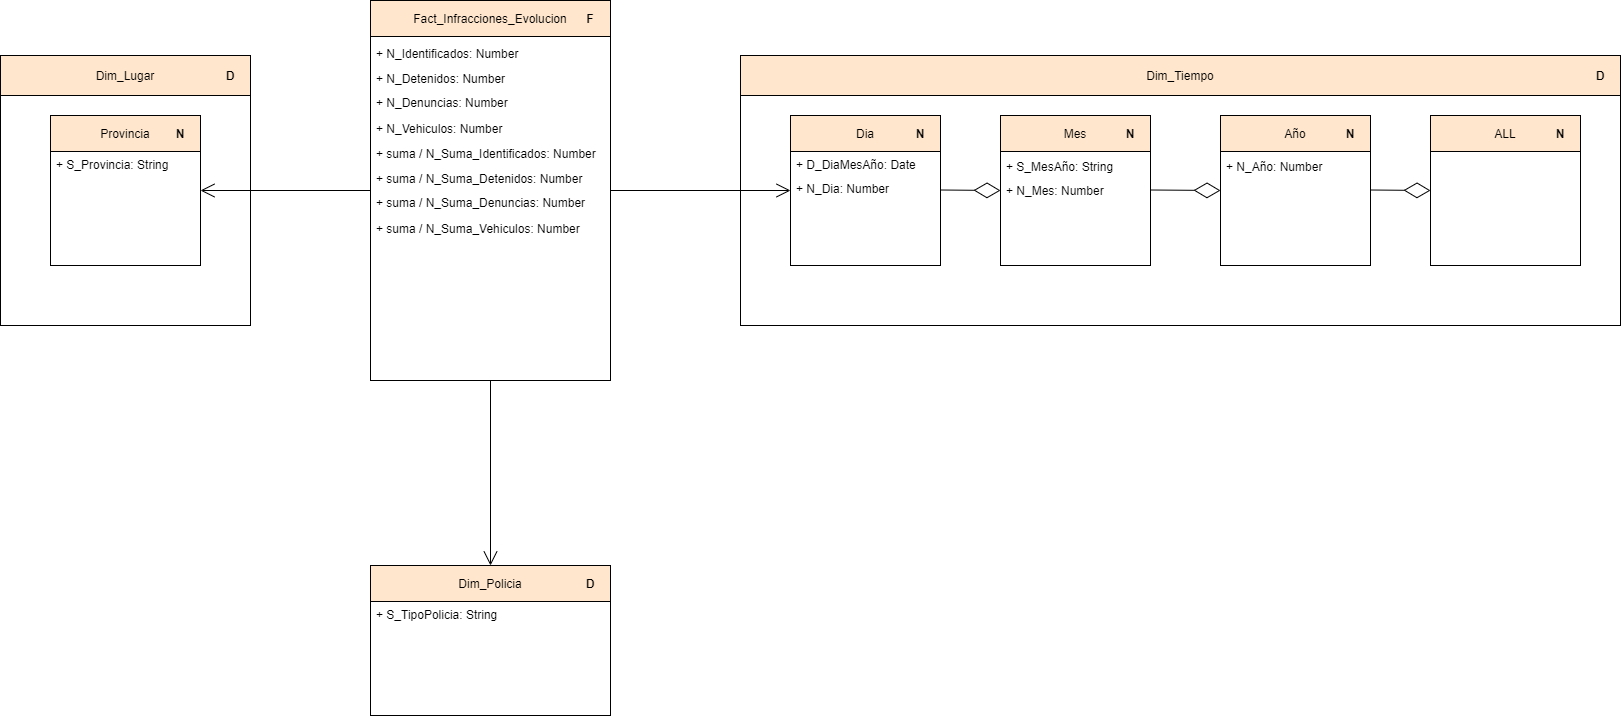 Fact_Infracciones_Evolucion F
+ N_Identificados: Number
+ N_Detenidos: Number
+ N_Denuncias: Number
+ N_Vehiculos: Number
+ suma / N_Suma_Identificados: Number
+ suma / N_Suma_Detenidos: Number
+ suma / N_Suma_Denuncias: Number
+ suma / N_Suma_Vehiculos: Number
Dim_Lugar D
Provincia N
+ S_Provincia: String
Dim_Tiempo D
Dia N
+ D_DiaMesAño: Date
+ N_Dia: Number
Mes N
+ S_MesAño: String
+ N_Mes: Number
Año N
+ N_Año: Number
ALL N
Dim_Policia D
+ S_TipoPolicia: String